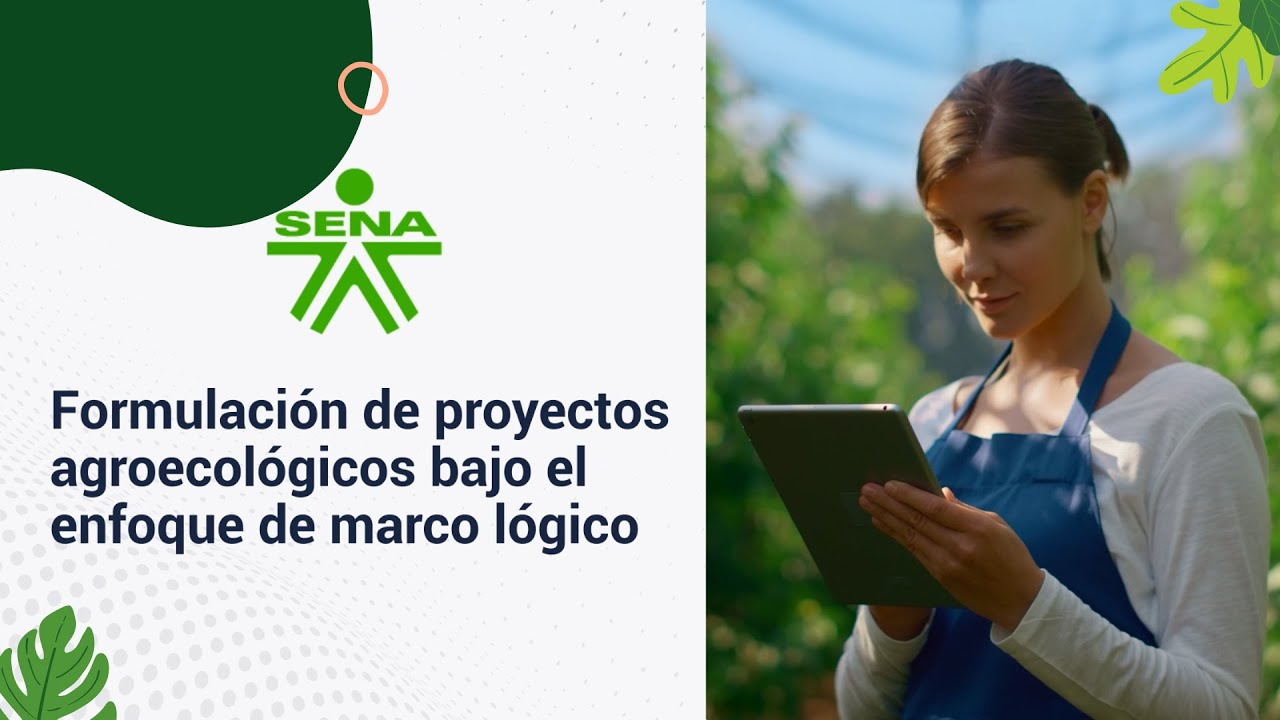 SENA
Formulación de proyectos
agroecológicos bajo el
enfoque de marco lógico